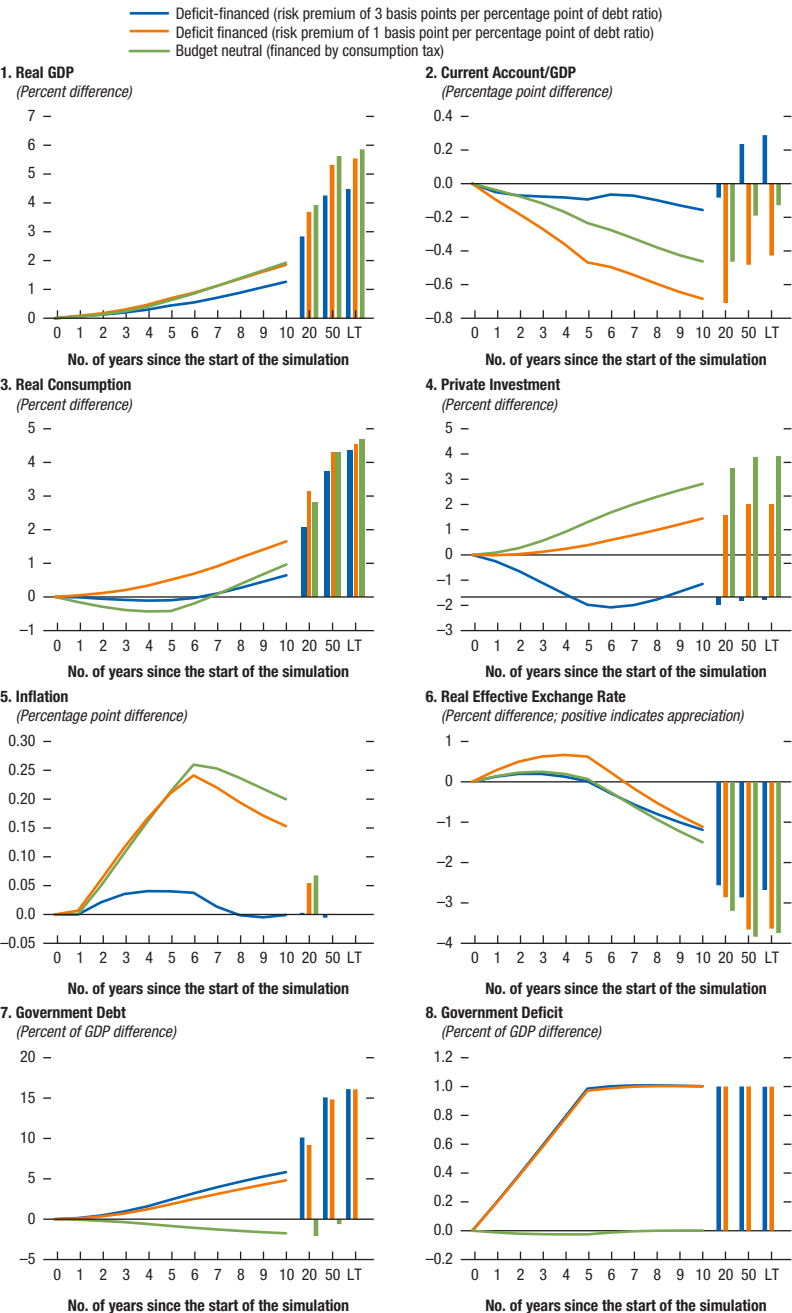 Deficit-financed (risk premium of 3 basis points per percentage point of debt ratio)
Deficit financed (risk premium of 1 basis point per percentage point of debt ratio)
Budget neutral (financed by consumption tax)
1. Real GDP
(Percent difference)
7
6
5
4
3
2
1
0
0 1 2 3 4 5 6 7 8 9 10 20 50 LT
No. of years since the start of the simulation
2. Current Account/GDP
(Percentage point difference)
0.4
0.2
0.0
–0.2
–0.4
–0.6
–0.8
0 1 2 3 4 5 6 7 8 9 10 20 50 LT
No. of years since the start of the simulation
3. Real Consumption
(Percent difference)
5
4
3
2
1
0
–1
0 1 2 3 4 5 6 7 8 9 10 20 50 LT
No. of years since the start of the simulation
4. Private Investment
(Percent difference)
5
4
3
2
1
0
–1
–2
–3
0 1 2 3 4 5 6 7 8 9 10 20 50 LT
No. of years since the start of the simulation
5. Inflation
(Percentage point difference)
0.30
0.25
0.20
0.15
0.10
0.05
0.0
–0.05
0 1 2 3 4 5 6 7 8 9 10 20 50 LT
No. of years since the start of the simulation
6. Real Effective Exchange Rate
(Percent difference; positive indicates appreciation)
1
0
–1
–2
–3
–4
0 1 2 3 4 5 6 7 8 9 10 20 50 LT
No. of years since the start of the simulation
7. Government Debt
(Percent of GDP difference)
20
15
10
5
0
–5
0 1 2 3 4 5 6 7 8 9 10 20 50 LT
No. of years since the start of the simulation
8. Government Deficit
(Percent of GDP difference)
1.2
1.0
0.8
0.6
0.4
0.2
0.0
–0.2
0 1 2 3 4 5 6 7 8 9 10 20 50 LT
No. of years since the start of the simulation